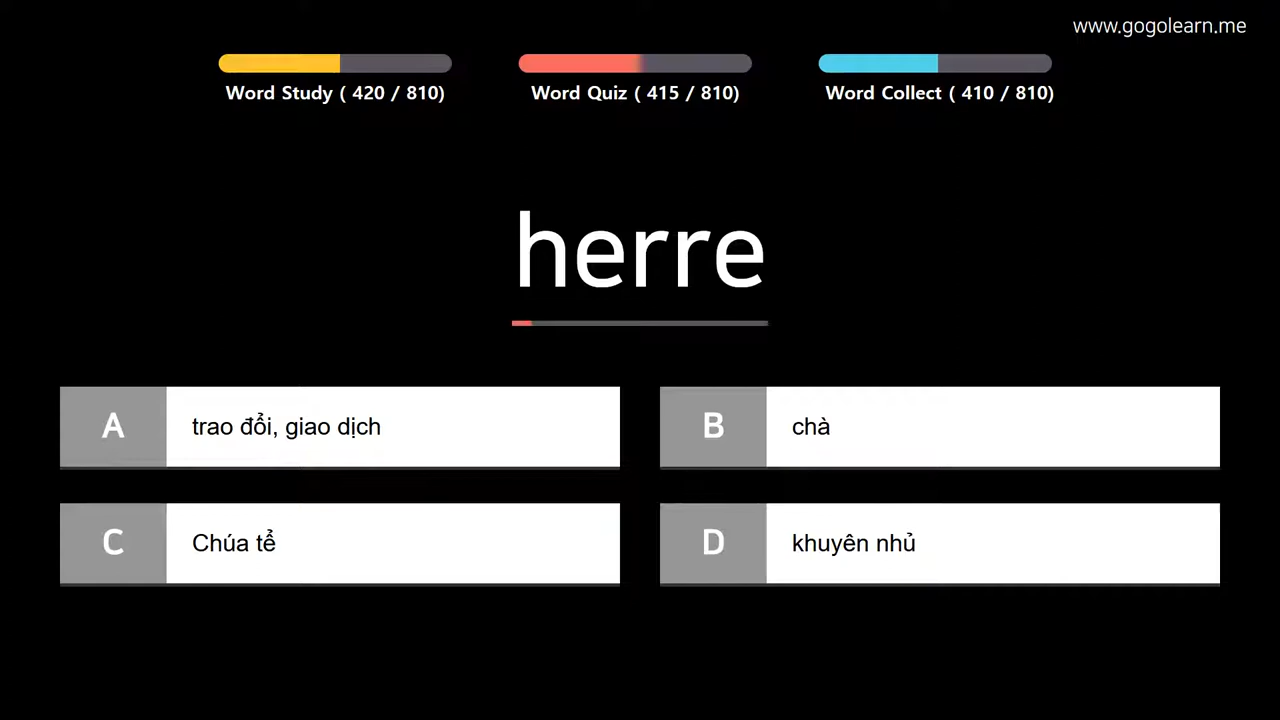 www.gogolearn.me
Word Study ( 420 / 810)
Word Quiz ( 415 / 810)
Word Collect ( 410 / 810)
herre
A trao đổi, giao dịch
B chà
C Chúa tể
D khuyên nhủ